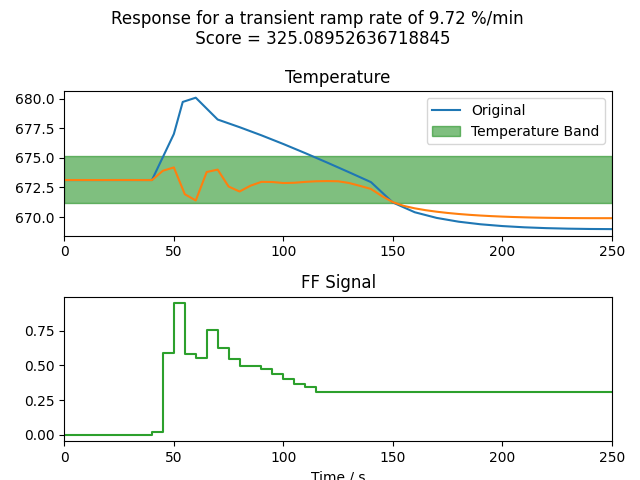 Response for a transient ramp rate of 9.72 %/min
Score = 325.08952636718845
Temperature
680.0
677.5
675.0
672.5
670.0
Original
Temperature Band
0 50 100 150 200 250
FF Signal
0.75
0.50
0.25
0.00
0 50 100 150 200 250
Time / s